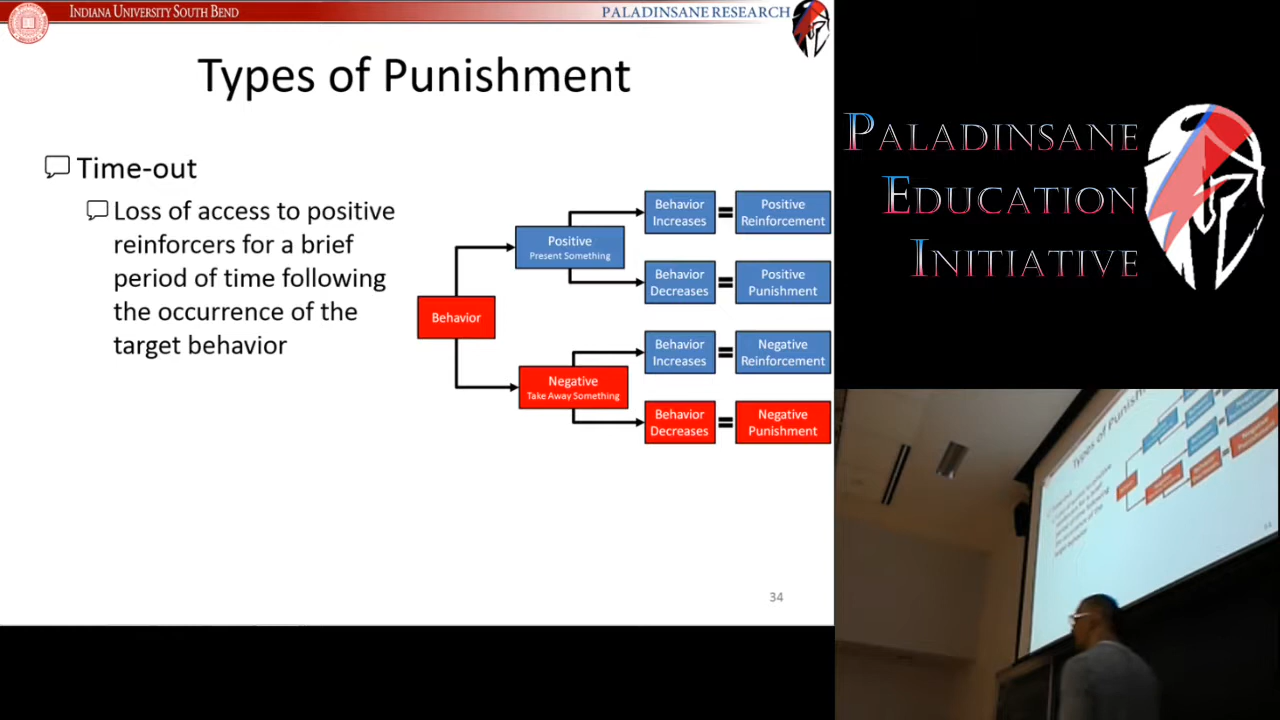 INDIANA UNIVERSITY SOUTH BEND
PALADINSANE RESEARCH
Types of Punishment
Time-out
Loss of access to positive
reinforcers for a brief
period of time following
the occurrence of the
target behavior
Behavior
Positive
Present Something
Negative
Take Away Something
Behavior
Increases
=
Positive
Reinforcement
Behavior
Decreases
=
Positive
Punishment
Behavior
Increases
=
Negative
Reinforcement
Behavior
Decreases
=
Negative
Punishment
34
PALADINSANE
EDUCATION
INITIATIVE
Types of Punishm